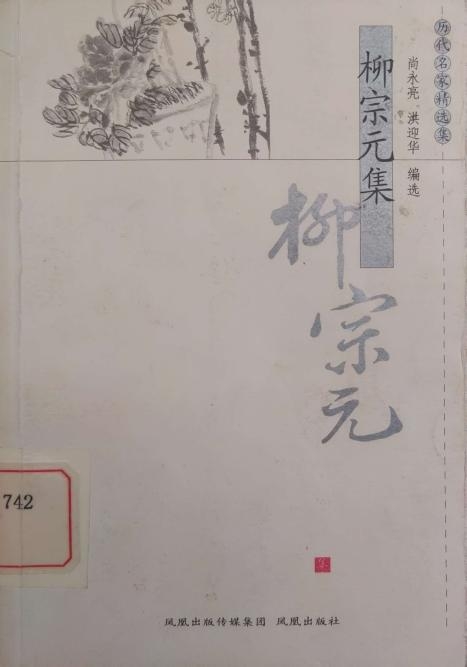 历代名家精选集
尚永亮 洪迎华 编选
柳宗元集
柳宗元
集
742
凤凰出版传媒集团 凤凰出版社